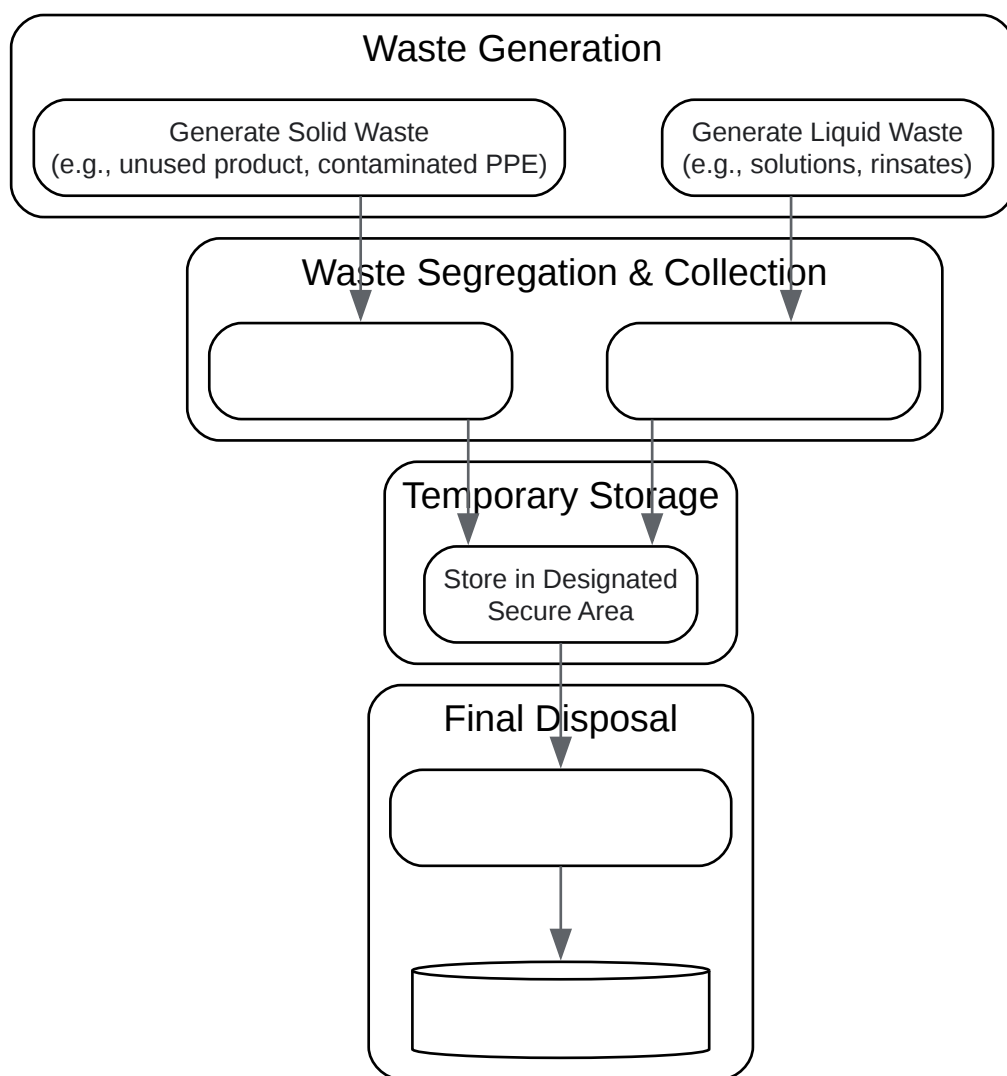 Waste Generation
Generate Solid Waste
(e.g., unused product, contaminated PPE)
Generate Liquid Waste
(e.g., solutions, rinsates)
Waste Segregation & Collection
Temporary Storage
Store in Designated
Secure Area
Final Disposal